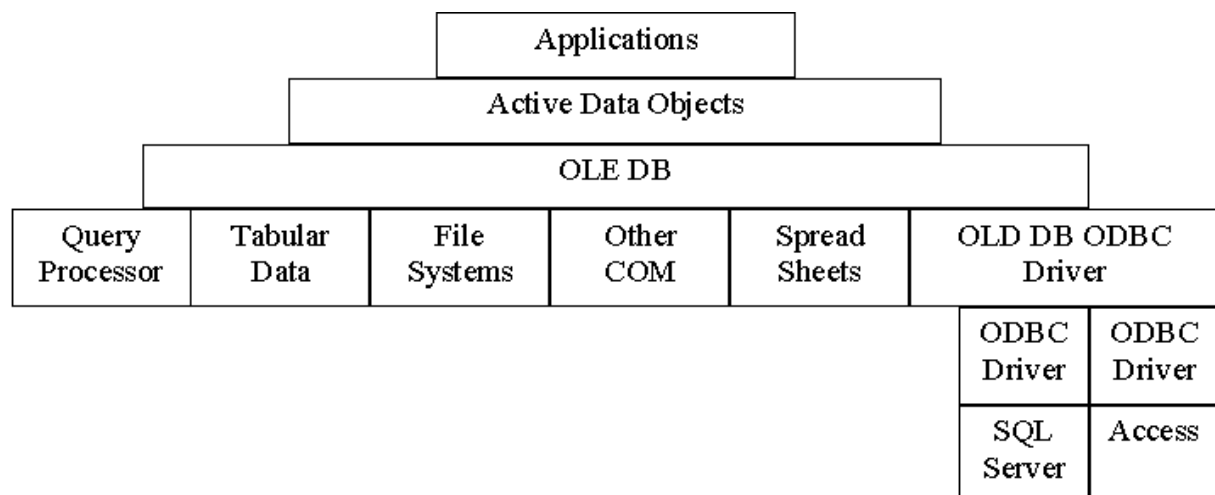 Applications
Active Data Objects
OLE DB
Query
Processor
Tabular
Data
File
Systems
Other
COM
Spread
Sheets
OLD DB ODBC
Driver
ODBC
Driver
ODBC
Driver
SQL
Server
Access